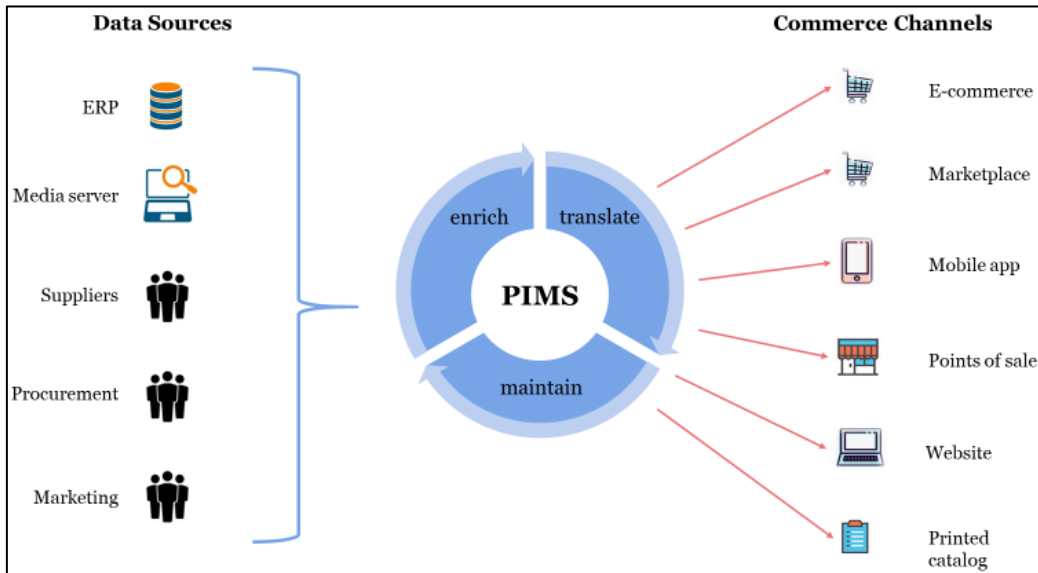 Data Sources
ERP
Media server
Suppliers
Procurement
Marketing
enrich
translate
PIMS
maintain
Commerce Channels
E-commerce
Marketplace
Mobile app
Points of sale
Website
Printed
catalog